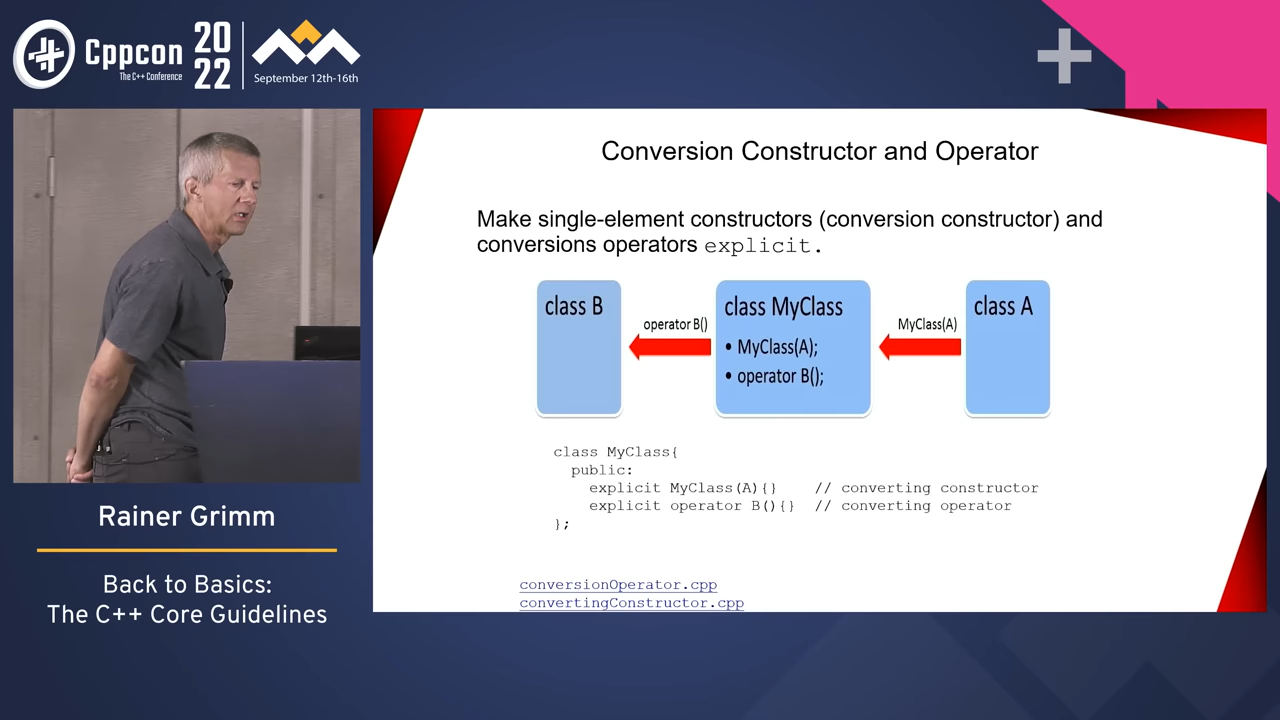 Cppcon
The C++ Conference
20
22
September 12th-16th
Rainer Grimm
Back to Basics:
The C++ Core Guidelines
Conversion Constructor and Operator
Make single-element constructors (conversion constructor) and
conversions operators explicit.
class B
operator B()
class MyClass
• MyClass(A);
• operator B();
MyClass(A)
class A
class MyClass{
public:
explicit MyClass(A){} // converting constructor
explicit operator B(){} // converting operator
};
conversionOperator.cpp
convertingConstructor.cpp